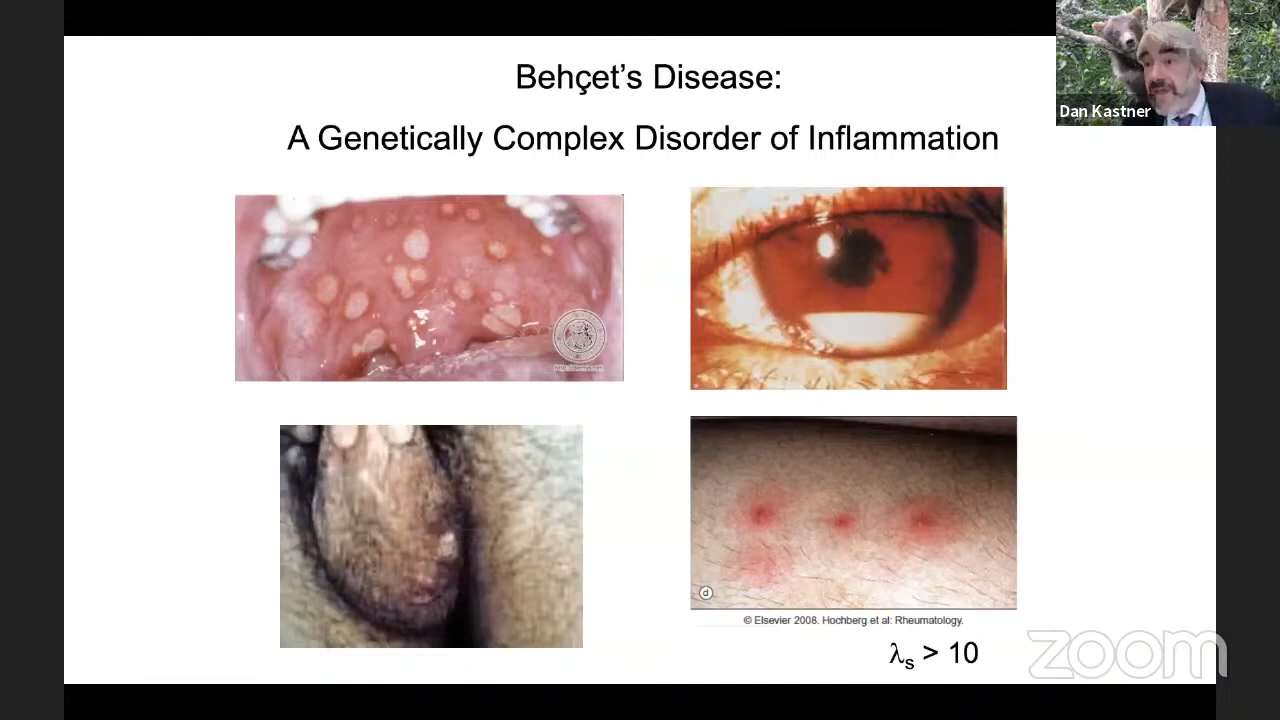 Behçet's Disease:
A Genetically Complex Disorder of Inflammation
Dan Kastner
d
© Elsevier 2008. Hochberg et al: Rheumatology.
λs > 10
zoom